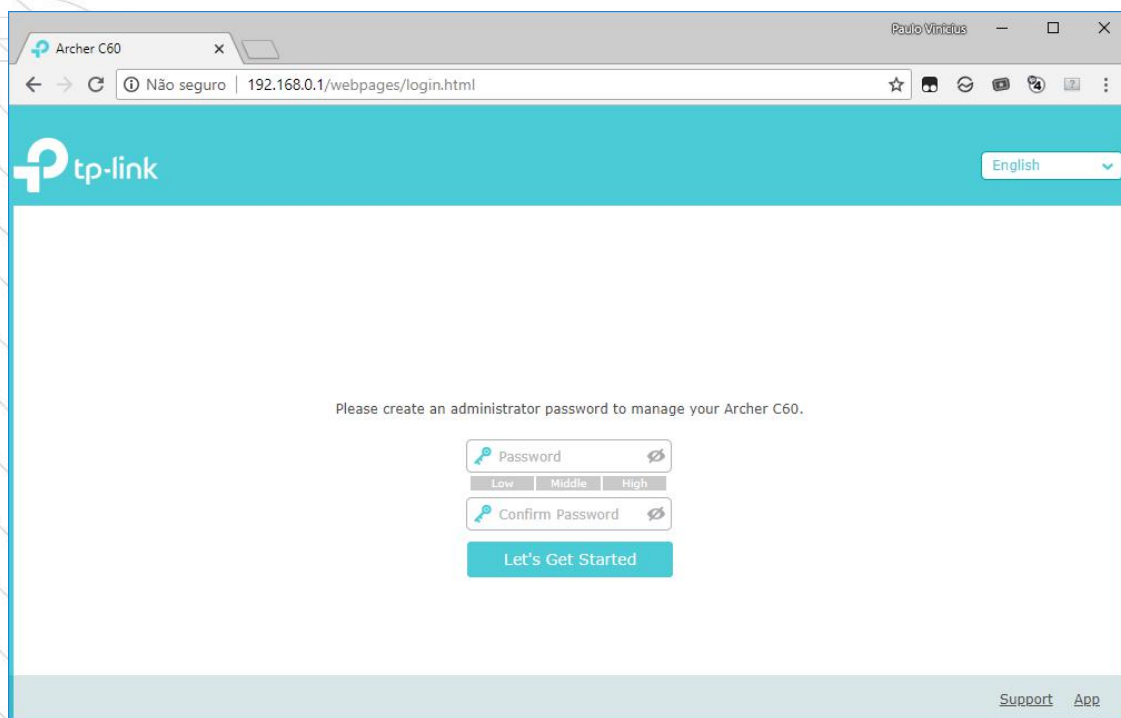 Paulo Vinicius
Archer C60
Não seguro | 192.168.0.1/webpages/login.html
4
?
tp-link
English
Please create an administrator password to manage your Archer C60.
Password
Low Middle High
Confirm Password
Let's Get Started
Support App